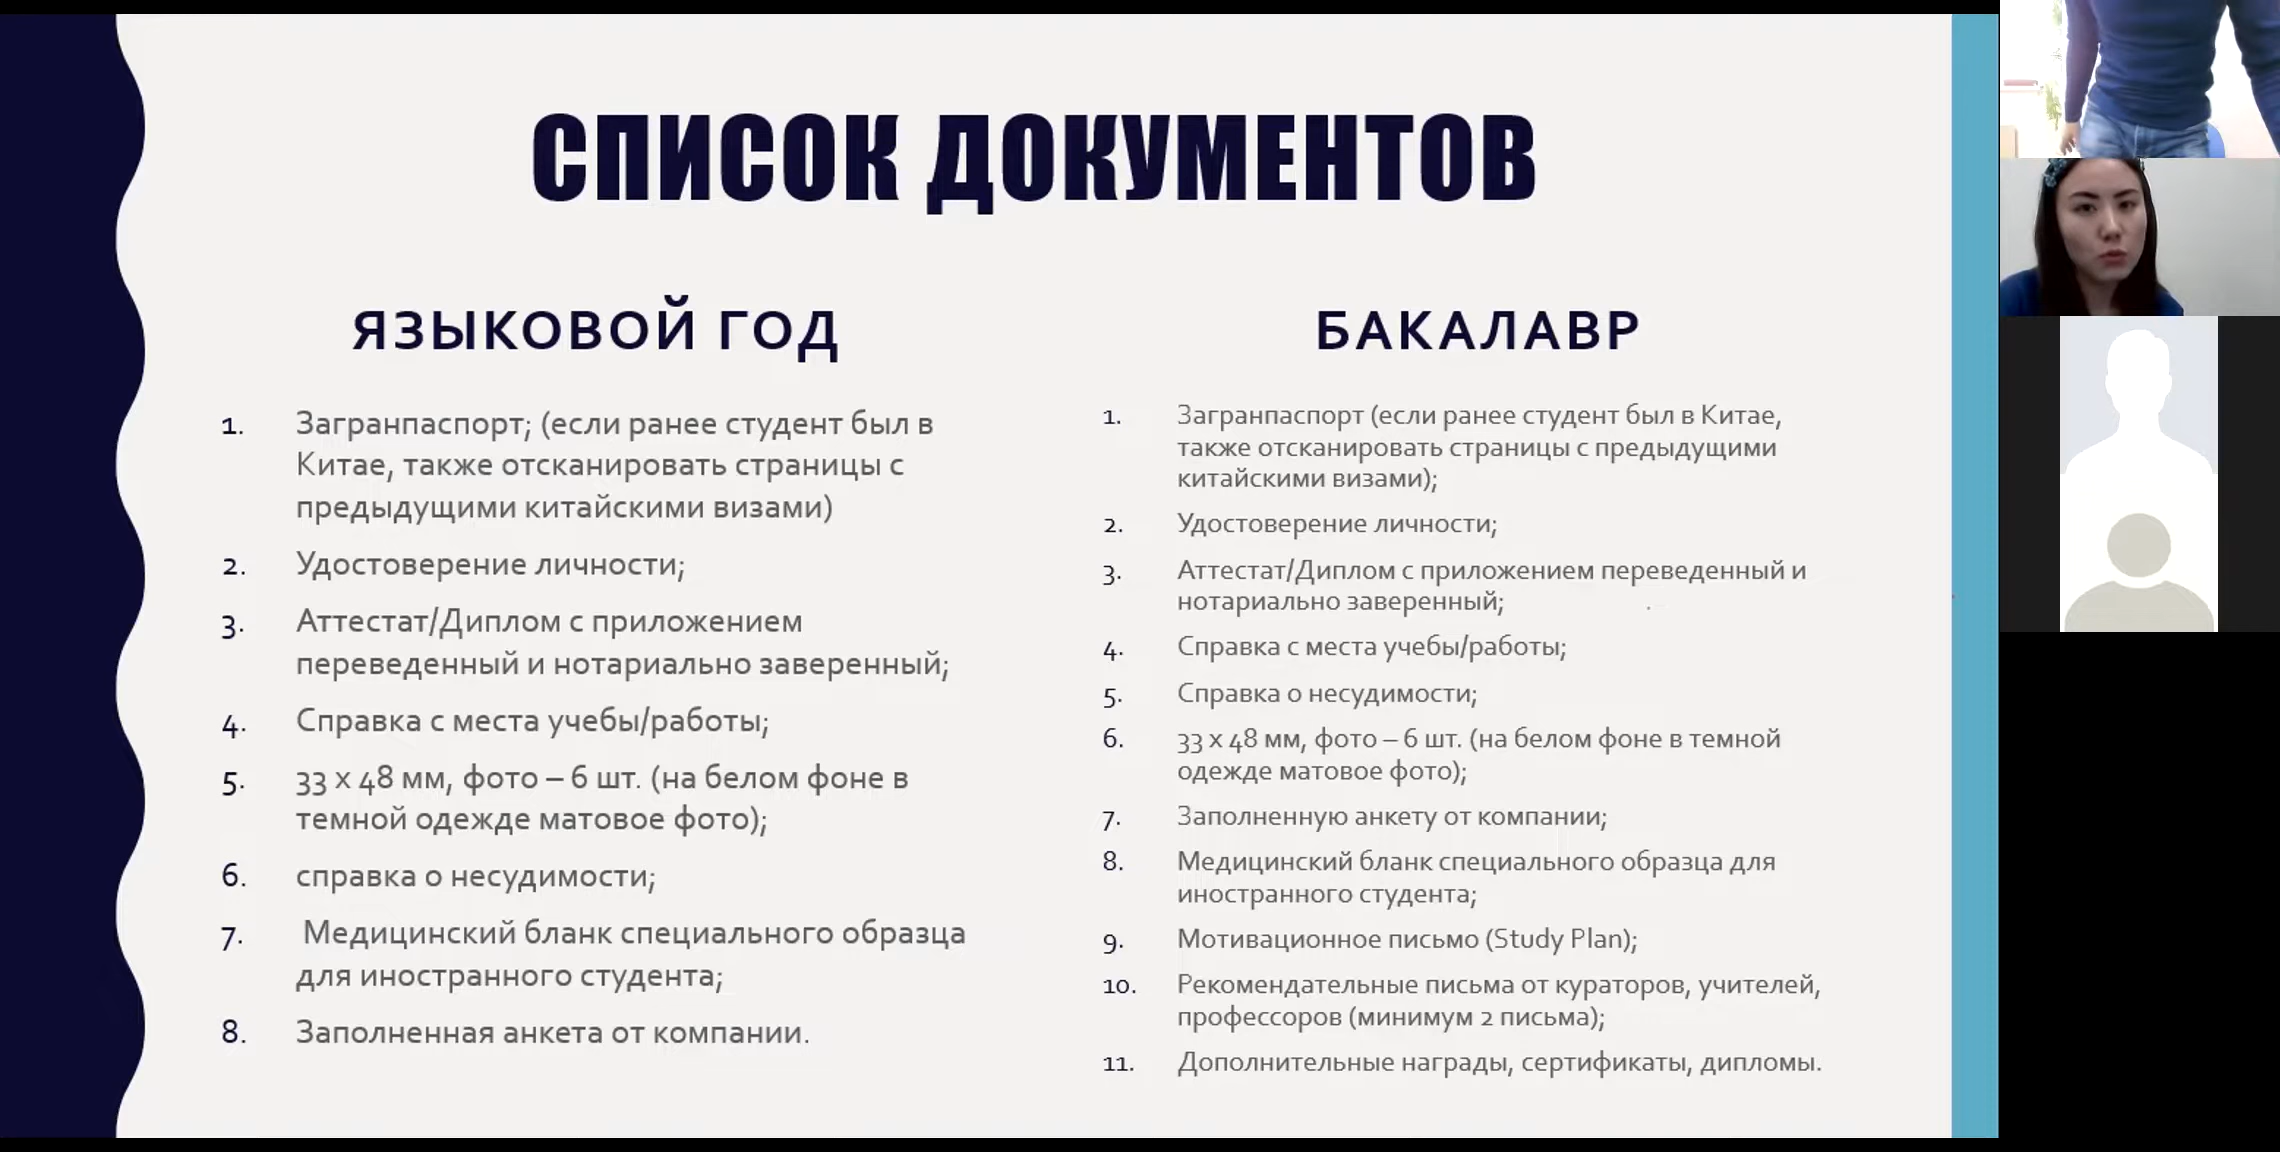 СПИСОК ДОКУМЕНТОВ
ЯЗЫКОВОЙ ГОД
1. Загранпаспорт; (если ранее студент был в
Китае, также отсканировать страницы с
предыдущими китайскими визами)
2. Удостоверение личности;
3. Аттестат/Диплом с приложением
переведенный и нотариально заверенный;
4. Справка с места учебы/работы;
5. 33 х 48 мм, фото – 6 шт. (на белом фоне в
темной одежде матовое фото);
6. справка о несудимости;
7. Медицинский бланк специального образца
для иностранного студента;
8. Заполненная анкета от компании.
БАКАЛАВР
1. Загранпаспорт (если ранее студент был в Китае,
также отсканировать страницы с предыдущими
китайскими визами);
2. Удостоверение личности;
3. Аттестат/Диплом с приложением переведенный и
нотариально заверенный;
4. Справка с места учебы/работы;
5. Справка о несудимости;
6. 33 х 48 мм, фото – 6 шт. (на белом фоне в темной
одежде матовое фото);
7. Заполненную анкету от компании;
8. Медицинский бланк специального образца для
иностранного студента;
9. Мотивационное письмо (Study Plan);
10. Рекомендательные письма от кураторов, учителей,
профессоров (минимум 2 письма);
11. Дополнительные награды, сертификаты, дипломы.